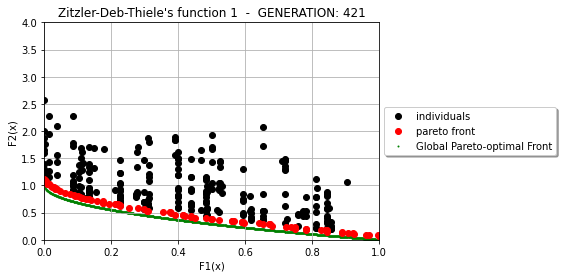 Zitzler-Deb-Thiele's function 1 - GENERATION: 421
4.0
3.5
3.0
2.5
2.0
1.5
1.0
0.5
0.0
F2(x)
0.0 0.2 0.4 0.6 0.8 1.0
F1(x)
individuals
pareto front
Global Pareto-optimal Front